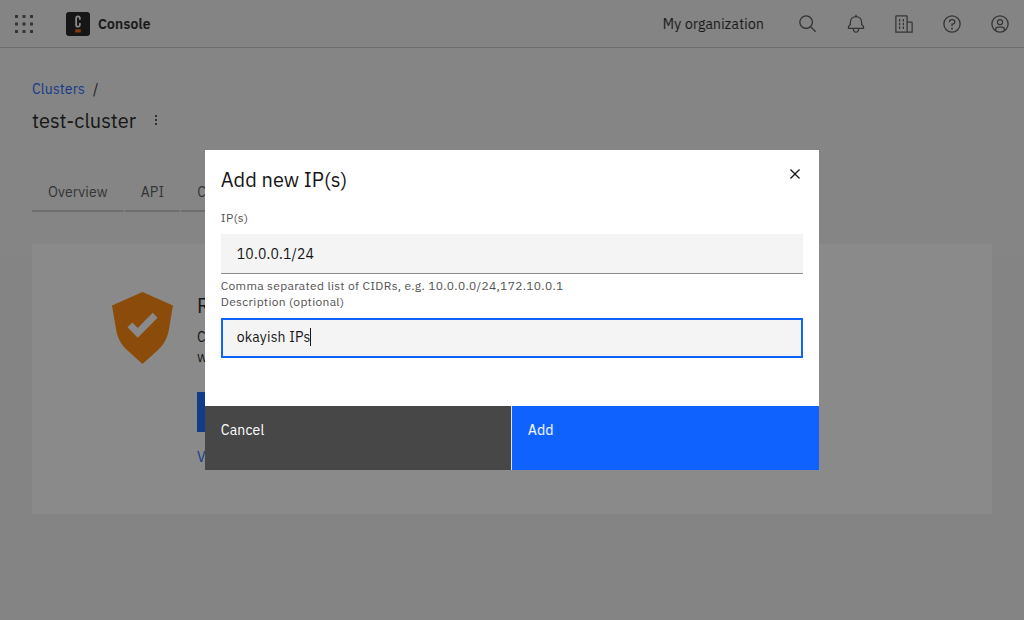 Console
My organization
Clusters /
test-cluster
Overview API
Add new IP(s)
IP(s)
10.0.0.1/24
Comma separated list of CIDRs, e.g. 10.0.0.0/24,172.10.0.1
Description (optional)
okayish IPs
Cancel
Add